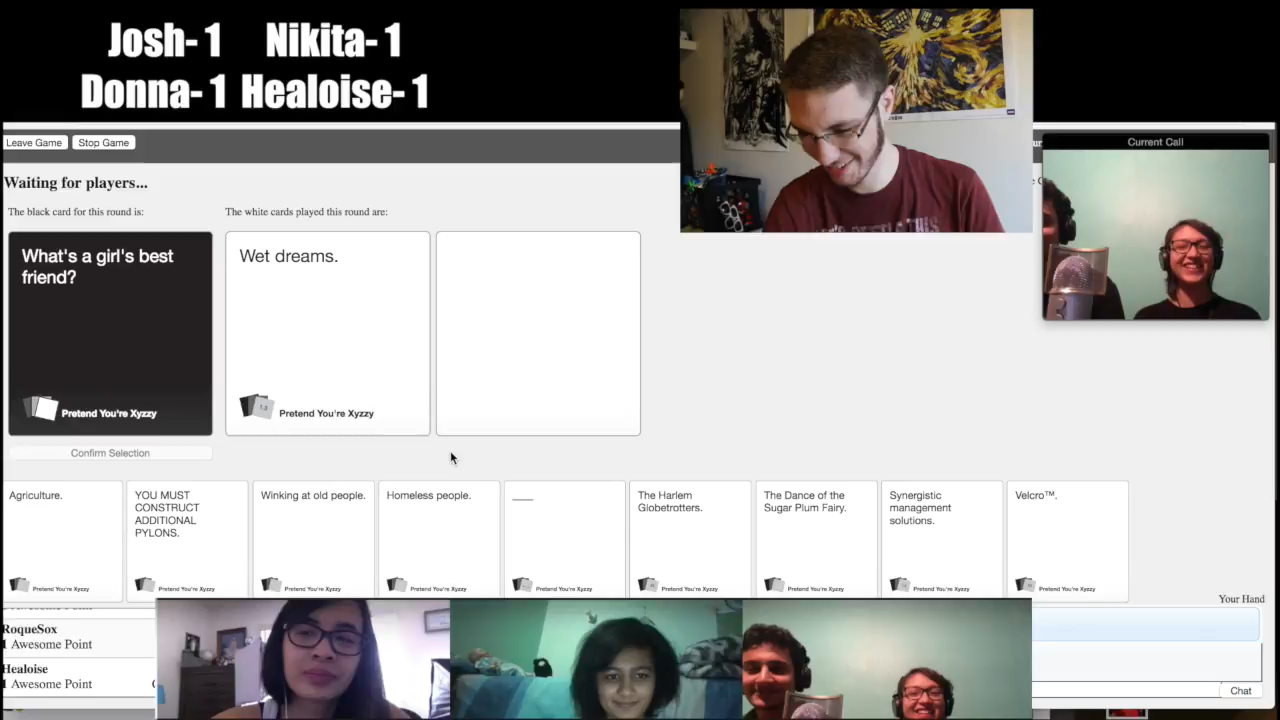 Josh- 1 Nikita- 1
Donna- 1 Healoise- 1
Leave Game Stop Game
Current Call
Waiting for players...
The black card for this round is:
The white cards played this round are:
What's a girl's best
friend?
Pretend You're Xyzzy
Wet dreams.
1.3
Pretend You're Xyzzy
Confirm Selection
Agriculture.
Pretend You're Xyzzy
YOU MUST
CONSTRUCT
ADDITIONAL
PYLONS.
Pretend You're Xyzzy
Winking at old people.
Pretend You're Xyzzy
Homeless people.
Pretend You're Xyzzy
____
Pretend You're Xyzzy
The Harlem
Globetrotters.
Pretend You're Xyzzy
The Dance of the
Sugar Plum Fairy.
Pretend You're Xyzzy
Synergistic
management
solutions.
Pretend You're Xyzzy
Velcro™.
Pretend You're Xyzzy
Your Hand
RoqueSox
1 Awesome Point
Healoise
1 Awesome Point
Chat